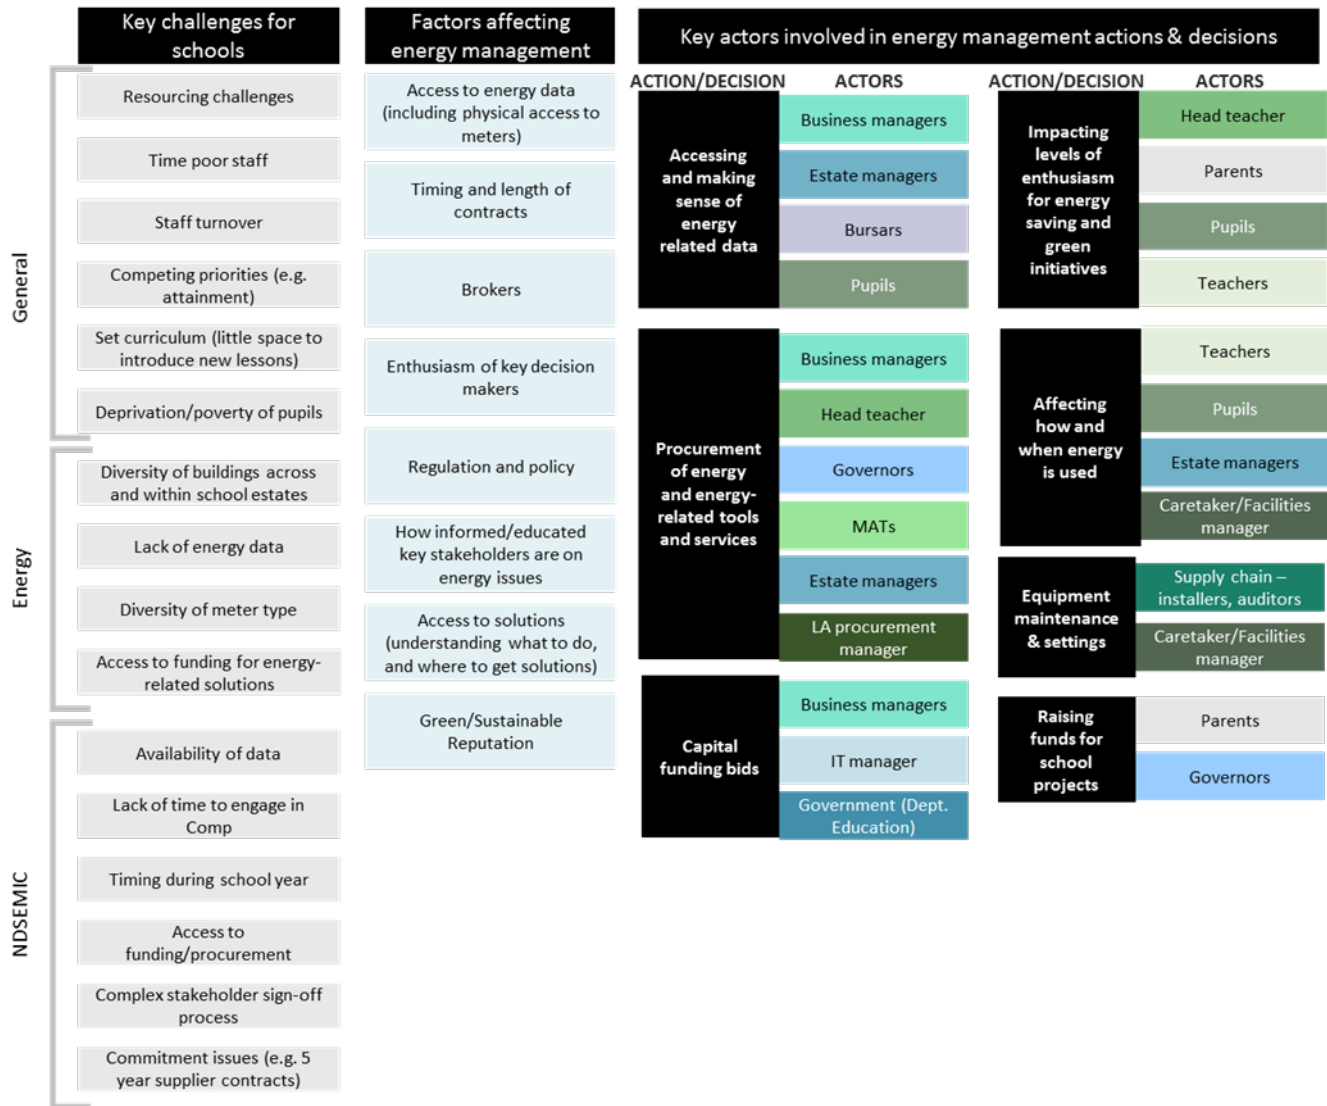 Key challenges for
schools
General
Resourcing challenges
Time poor staff
Staff turnover
Competing priorities (e.g.
attainment)
Set curriculum (little space to
introduce new lessons)
Deprivation/poverty of pupils
Energy
Diversity of buildings across
and within school estates
Lack of energy data
Diversity of meter type
Access to funding for energy-
related solutions
NDSEMIC
Availability of data
Lack of time to engage in
Comp
Timing during school year
Access to
funding/procurement
Complex stakeholder sign-off
process
Commitment issues (e.g. 5
year supplier contracts)
Factors affecting
energy management
Access to energy data
(including physical access to
meters)
Timing and length of
contracts
Brokers
Enthusiasm of key decision
makers
Regulation and policy
How informed/educated
key stakeholders are on
energy issues
Access to solutions
(understanding what to do,
and where to get solutions)
Green/Sustainable
Reputation
Key actors involved in energy management actions & decisions
ACTION/DECISION
ACTORS
Accessing
and making
sense of
energy
related data
Business managers
Estate managers
Bursars
Pupils
Procurement
of energy
and energy-
related tools
and services
Business managers
Head teacher
Governors
MATs
Estate managers
LA procurement
manager
Capital
funding bids
Business managers
IT manager
Government (Dept.
Education)
ACTION/DECISION
ACTORS
Impacting
levels of
enthusiasm
for energy
saving and
green
initiatives
Head teacher
Parents
Pupils
Teachers
Affecting
how and
when energy
is used
Teachers
Pupils
Estate managers
Caretaker/Facilities
manager
Equipment
maintenance
& settings
Supply chain –
installers, auditors
Caretaker/Facilities
manager
Raising
funds for
school
projects
Parents
Governors